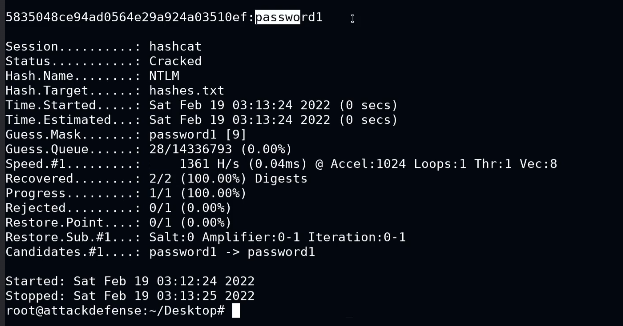 5835048ce94ad0564e29a924a03510ef:password1
Session..........: hashcat
Status...........: Cracked
Hash.Name........: NTLM
Hash.Target......: hashes.txt
Time.Started.....: Sat Feb 19 03:13:24 2022 (0 secs)
Time.Estimated...: Sat Feb 19 03:13:24 2022 (0 secs)
Guess.Mask.......: password1 [9]
Guess.Queue......: 28/14336793 (0.00%)
Speed.#1.........:     1361 H/s (0.04ms) @ Accel:1024 Loops:1 Thr:1 Vec:8
Recovered........: 2/2 (100.00%) Digests
Progress.........: 1/1 (100.00%)
Rejected.........: 0/1 (0.00%)
Restore.Point....: 0/1 (0.00%)
Restore.Sub.#1...: Salt:0 Amplifier:0-1 Iteration:0-1
Candidates.#1....: password1 -> password1
Started: Sat Feb 19 03:12:24 2022
Stopped: Sat Feb 19 03:13:25 2022
root@attackdefense:~/Desktop#